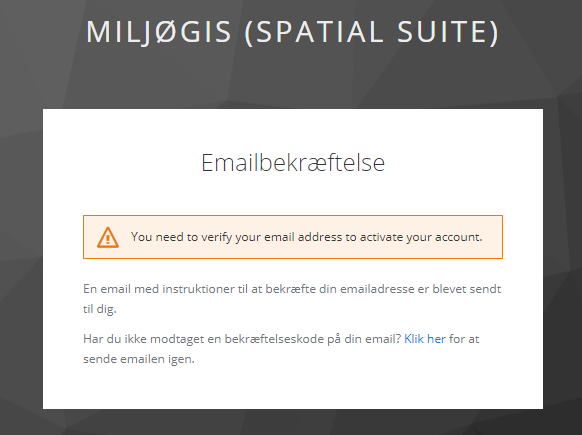 MILJØGIS (SPATIAL SUITE)
Emailbekræftelse
You need to verify your email address to activate your account.
En email med instruktioner til at bekræfte din emailadresse er blevet sendt
til dig.
Har du ikke modtaget en bekræftelseskode på din email? Klik her for at
sende emailen igen.